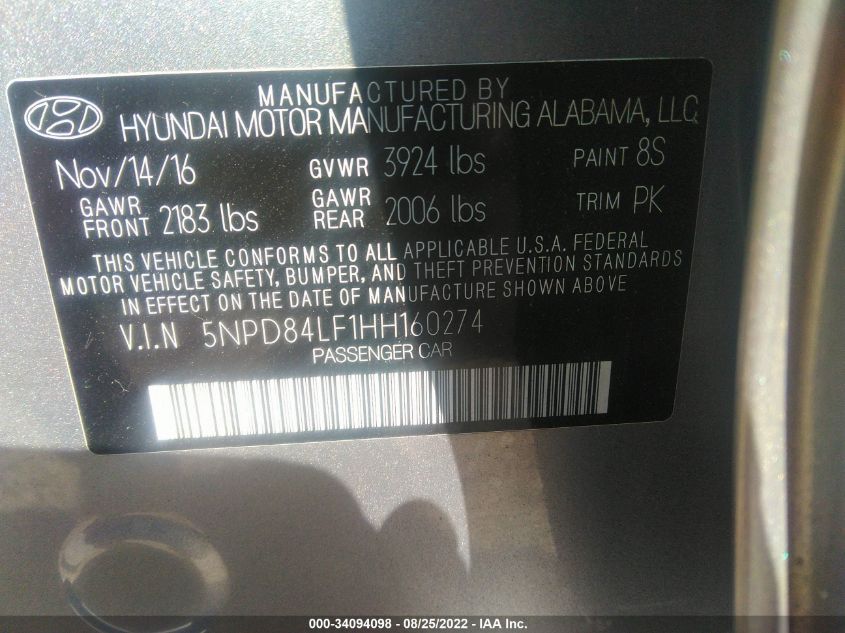 MANUFACTURED BY
HYUNDAI MOTOR MANUFACTURING ALABAMA, LLC
Nov/14/16 GVWR 3924 lbs PAINT 8S
GAWR FRONT 2183 lbs GAWR REAR 2006 lbs TRIM PK
THIS VEHICLE CONFORMS TO ALL APPLICABLE U.S.A. FEDERAL
MOTOR VEHICLE SAFETY, BUMPER, AND THEFT PREVENTION STANDARDS
IN EFFECT ON THE DATE OF MANUFACTURE SHOWN ABOVE
V.I.N 5NPD84LF1HH160274
PASSENGER CAR
000-34094098 - 08/25/2022 - IAA Inc.